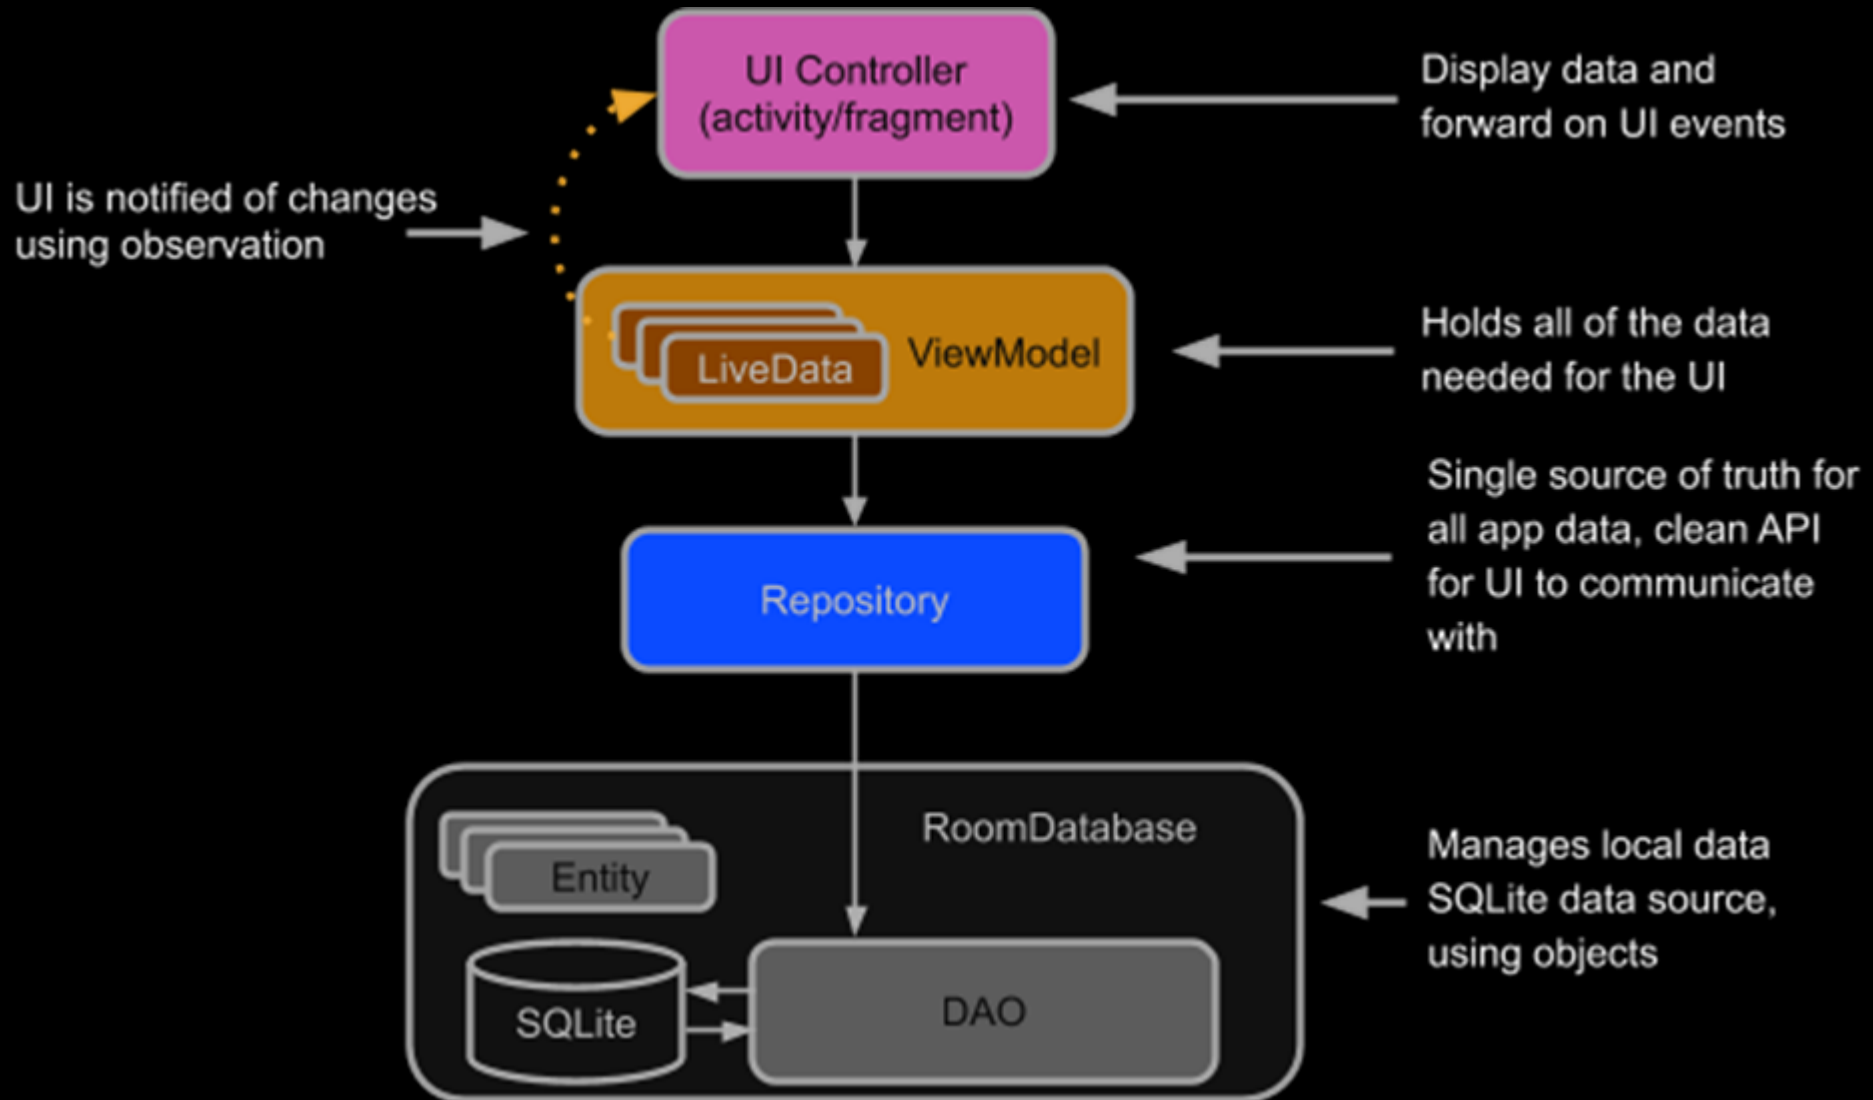 UI Controller
(activity/fragment)
Display data and
forward on UI events
UI is notified of changes
using observation
LiveData
ViewModel
Holds all of the data
needed for the UI
Repository
Single source of truth for
all app data, clean API
for UI to communicate
with
RoomDatabase
Entity
SQLite
DAO
Manages local data
SQLite data source,
using objects